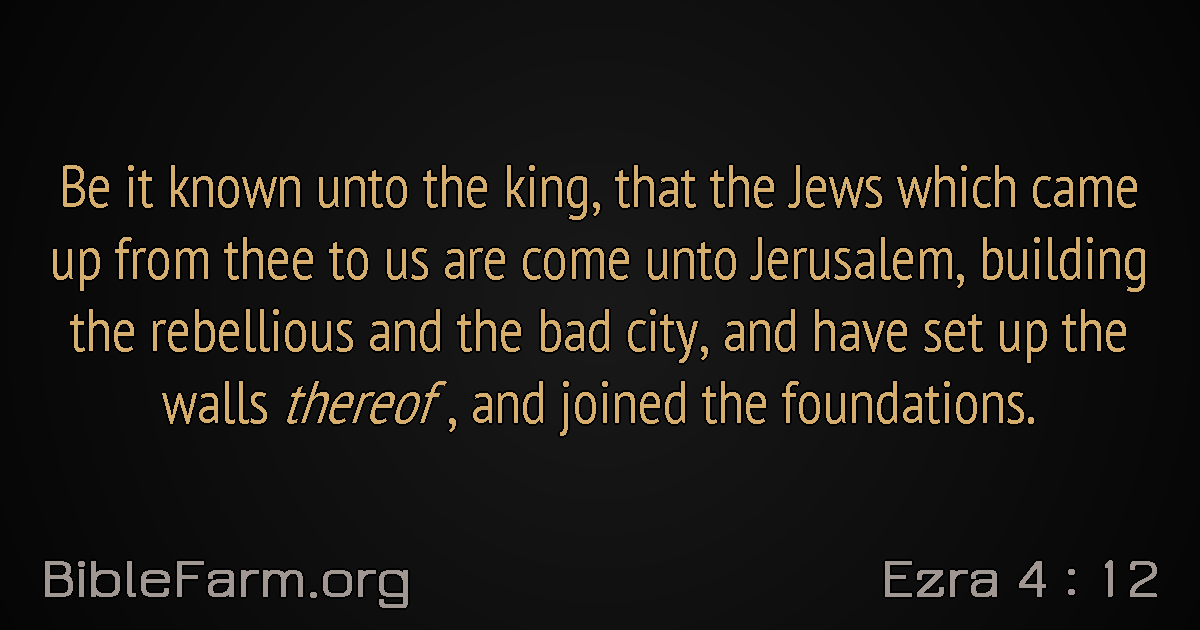 Be it known unto the king, that the Jews which came
up from thee to us are come unto Jerusalem, building
the rebellious and the bad city, and have set up the
walls thereof , and joined the foundations.
BibleFarm.org
Ezra 4 : 12